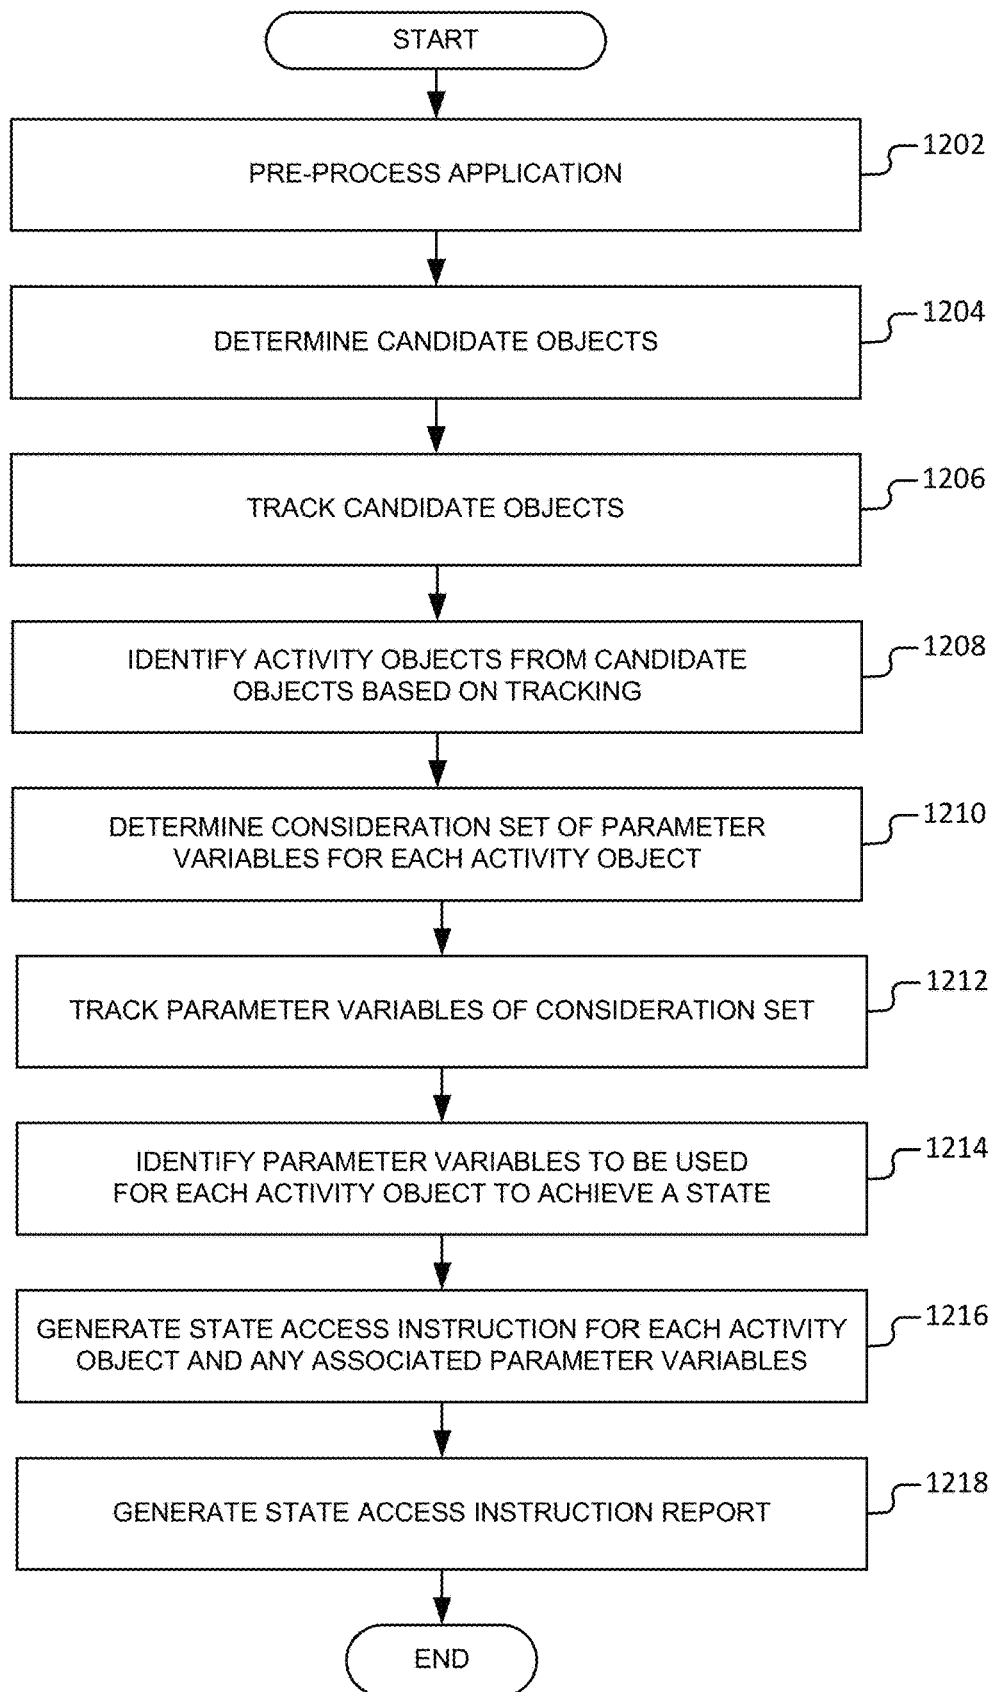 START
PRE-PROCESS APPLICATION
1202
DETERMINE CANDIDATE OBJECTS
1204
TRACK CANDIDATE OBJECTS
1206
IDENTIFY ACTIVITY OBJECTS FROM CANDIDATE
OBJECTS BASED ON TRACKING
1208
DETERMINE CONSIDERATION SET OF PARAMETER
VARIABLES FOR EACH ACTIVITY OBJECT
1210
TRACK PARAMETER VARIABLES OF CONSIDERATION SET
1212
IDENTIFY PARAMETER VARIABLES TO BE USED
FOR EACH ACTIVITY OBJECT TO ACHIEVE A STATE
1214
GENERATE STATE ACCESS INSTRUCTION FOR EACH ACTIVITY
OBJECT AND ANY ASSOCIATED PARAMETER VARIABLES
1216
GENERATE STATE ACCESS INSTRUCTION REPORT
1218
END